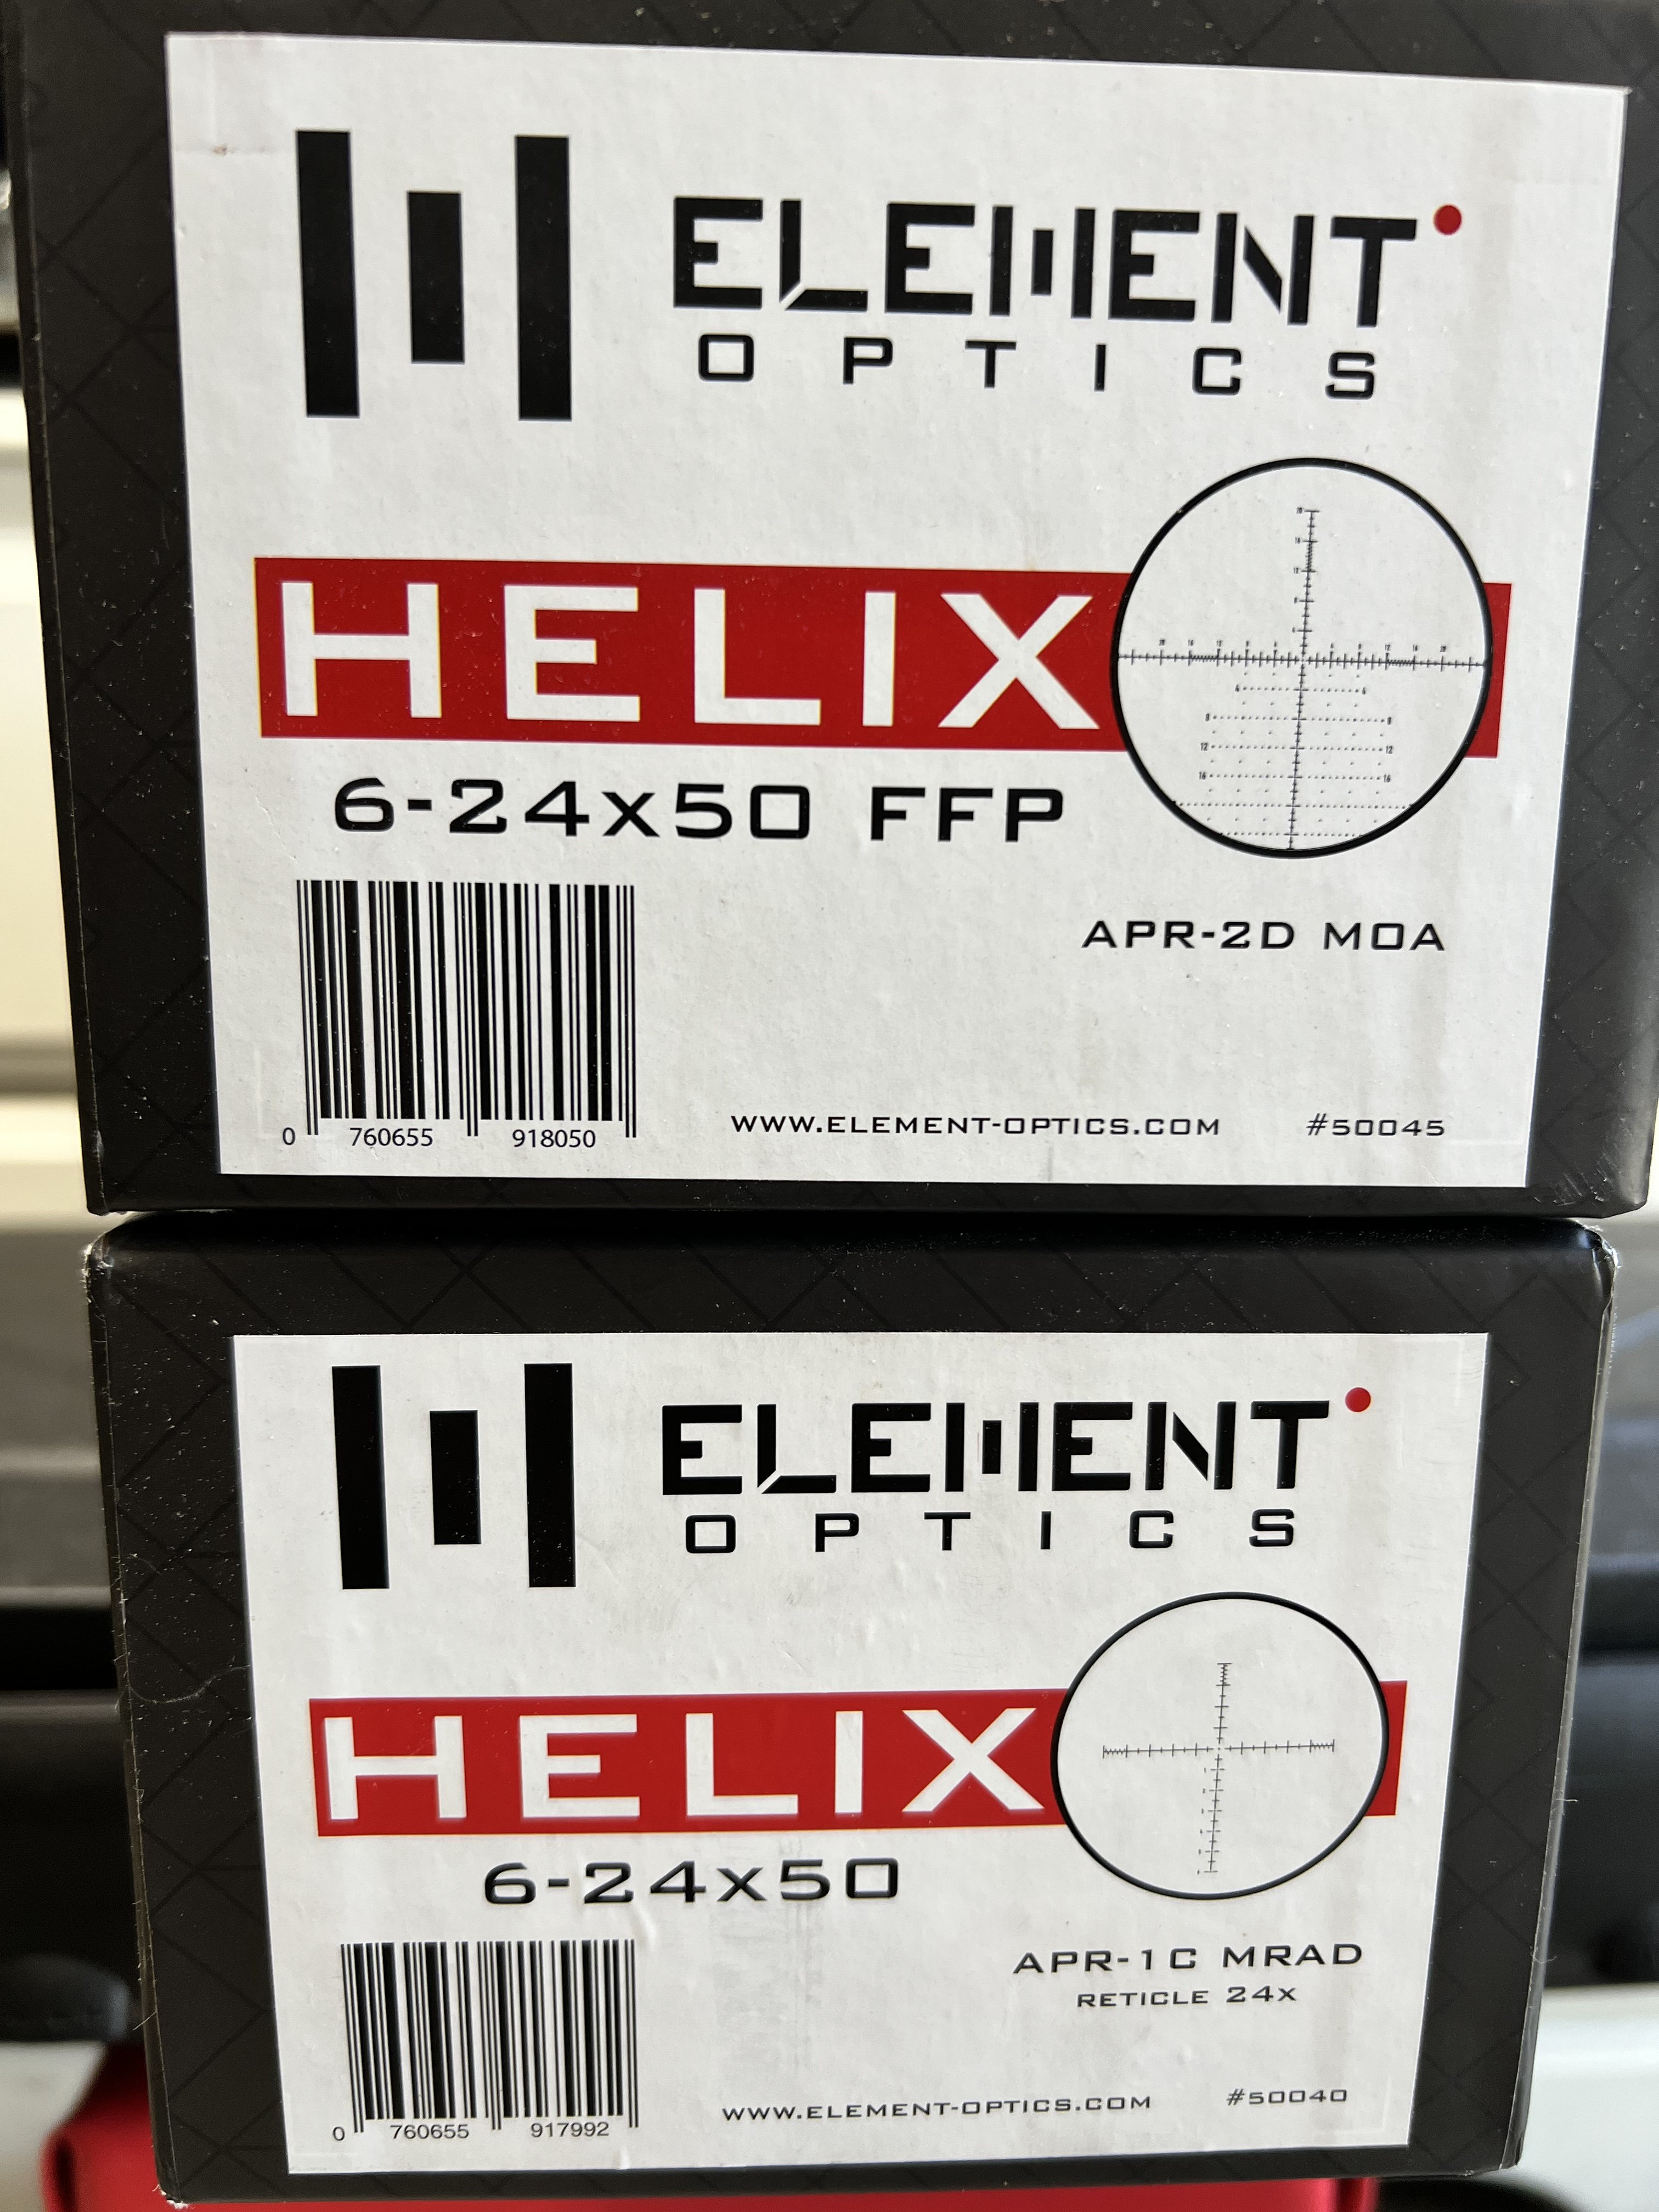 ELEMENT
OPTICS
HELIX
6-24x50 FFP
APR-2D MOA
0 760655 918050
WWW.ELEMENT-OPTICS.COM #50045
ELEMENT
OPTICS
HELIX
6-24x50
APR-1C MRAD
RETICLE 24x
0 760655 917992
WWW.ELEMENT-OPTICS.COM #50040